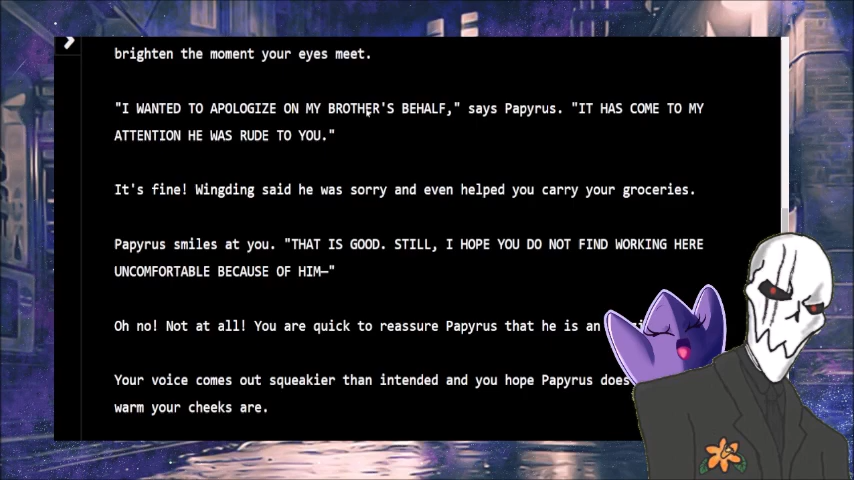 brighten the moment your eyes meet.
"I WANTED TO APOLOGIZE ON MY BROTHER'S BEHALF," says Papyrus. "IT HAS COME TO MY
ATTENTION HE WAS RUDE TO YOU."
It's fine! Wingding said he was sorry and even helped you carry your groceries.
Papyrus smiles at you. "THAT IS GOOD. STILL, I HOPE YOU DO NOT FIND WORKING HERE
UNCOMFORTABLE BECAUSE OF HIM—"
Oh no! Not at all! You are quick to reassure Papyrus that he is an
Your voice comes out squeakier than intended and you hope Papyrus does
warm your cheeks are.